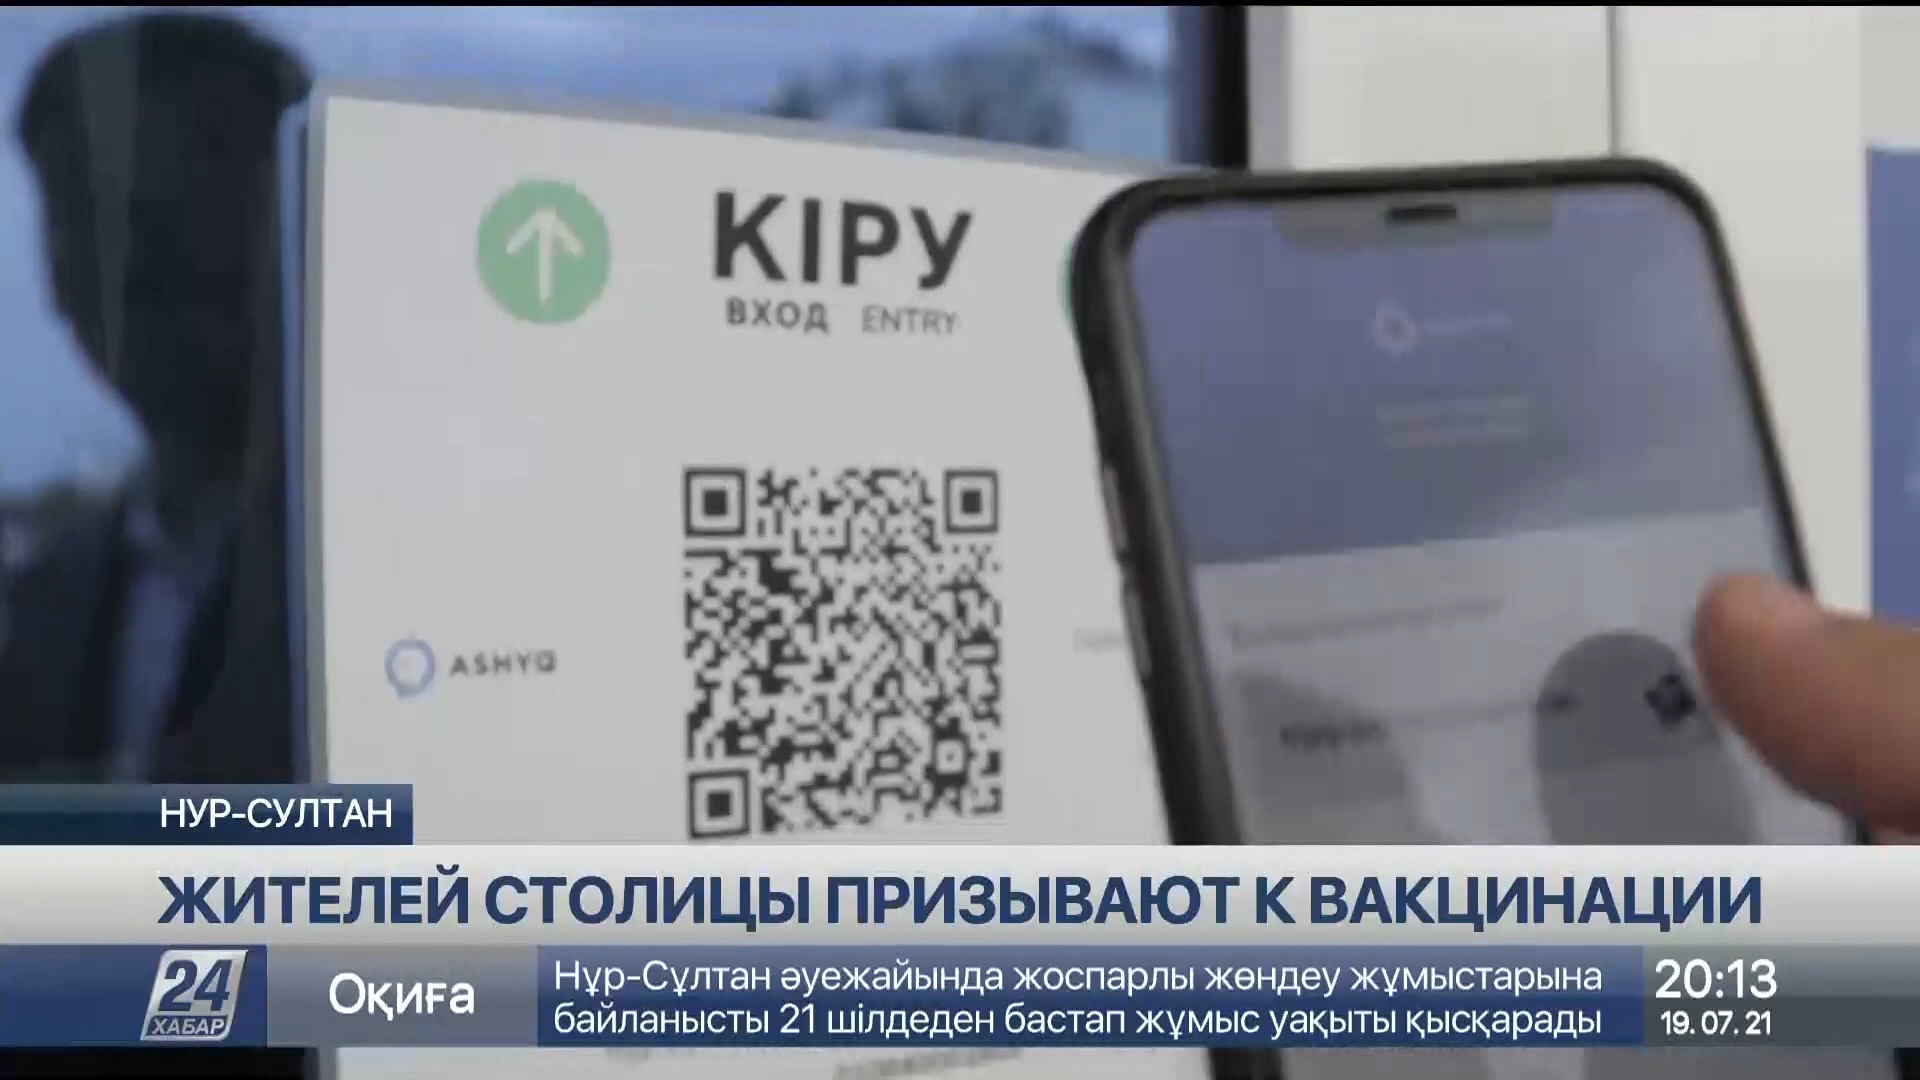 КІРУ
ВХОД ENTRY
ASHYQ
НУР-СУЛТАН
ЖИТЕЛЕЙ СТОЛИЦЫ ПРИЗЫВАЮТ К ВАКЦИНАЦИИ
24
ХАБАР
Оқиға
Нұр-Сұлтан әуежайында жоспарлы жөндеу жұмыстарына
байланысты 21 шілдеден бастап жұмыс уақыты қысқарады
20:13
19.07.21